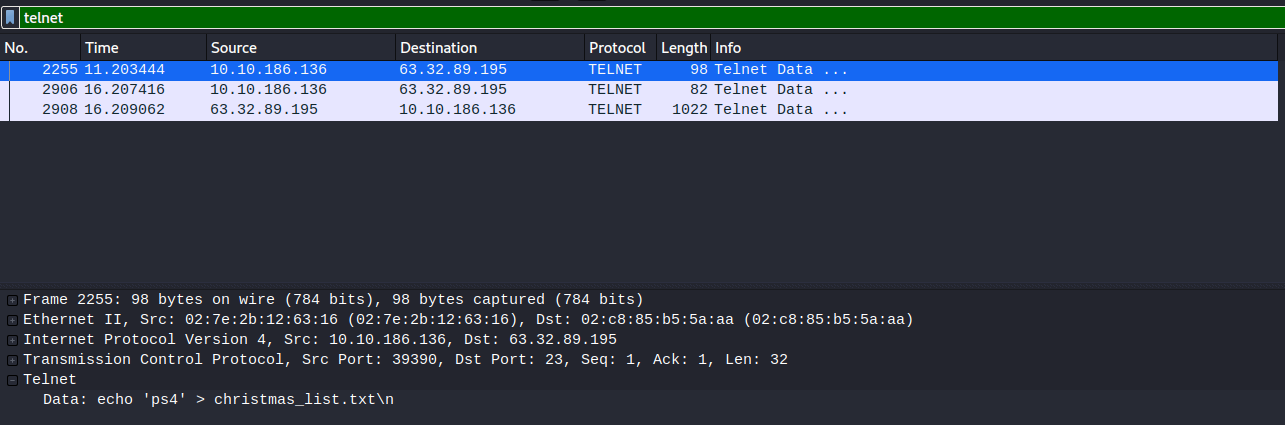 telnet
No. Time Source Destination Protocol Length Info
2255 11.203444 10.10.186.136 63.32.89.195 TELNET 98 Telnet Data ...
2906 16.207416 10.10.186.136 63.32.89.195 TELNET 82 Telnet Data ...
2908 16.209062 63.32.89.195 10.10.186.136 TELNET 1022 Telnet Data ...
Frame 2255: 98 bytes on wire (784 bits), 98 bytes captured (784 bits)
Ethernet II, Src: 02:7e:2b:12:63:16 (02:7e:2b:12:63:16), Dst: 02:c8:85:b5:5a:aa (02:c8:85:b5:5a:aa)
Internet Protocol Version 4, Src: 10.10.186.136, Dst: 63.32.89.195
Transmission Control Protocol, Src Port: 39390, Dst Port: 23, Seq: 1, Ack: 1, Len: 32
Telnet
Data: echo 'ps4' > christmas_list.txt\n